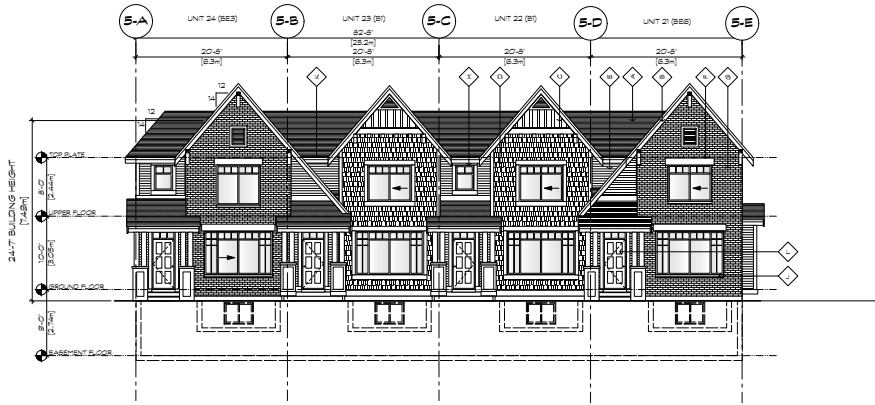 5-A
UNIT 24 (BE3)
5-B
UNIT 23 (B1)
5-C
UNIT 22 (B1)
5-D
UNIT 21 (BE6)
5-E
82'-8"
[25.2m]
20'-8"
[6.3m]
20'-8"
[6.3m]
20'-8"
[6.3m]
20'-8"
[6.3m]
12
14
12
14
TOP PLATE
8'-0"
[2.44m]
UPPER FLOOR
24'-7" BUILDING HEIGHT
[7.49m]
10'-0"
[3.05m]
GROUND FLOOR
9'-0"
[2.74m]
BASEMENT FLOOR
L
J